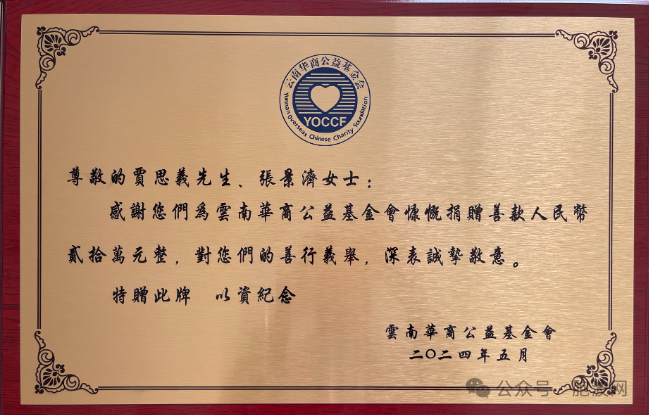 云南华商公益基金会
YOCCF
Yunnan Overseas Chinese Charity Foundation
尊敬的賈思義先生、張景濟女士：
感謝您們為雲南華商公益基金會慷慨捐贈善款人民幣
貳拾萬元整，對您們的善行義舉，深表誠摯敬意。
特贈此牌 以資紀念
雲南華商公益基金會
二〇二四年五月
公众号